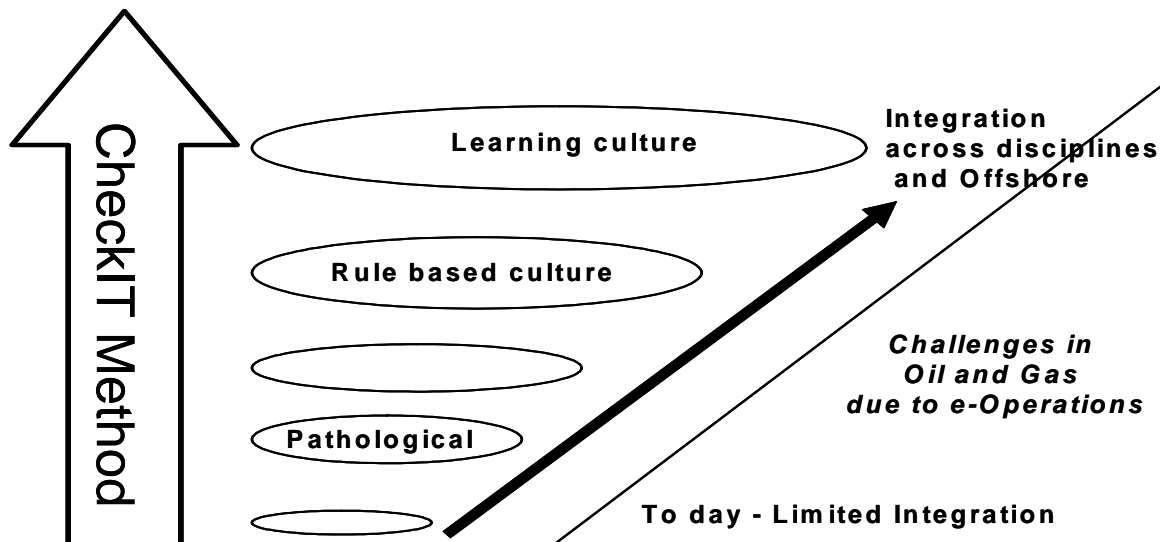 CheckIT Method
Learning culture
Integration
across disciplines
and Offshore
Rule based culture
Challenges in
Oil and Gas
due to e-Operations
Pathological
To day - Limited Integration